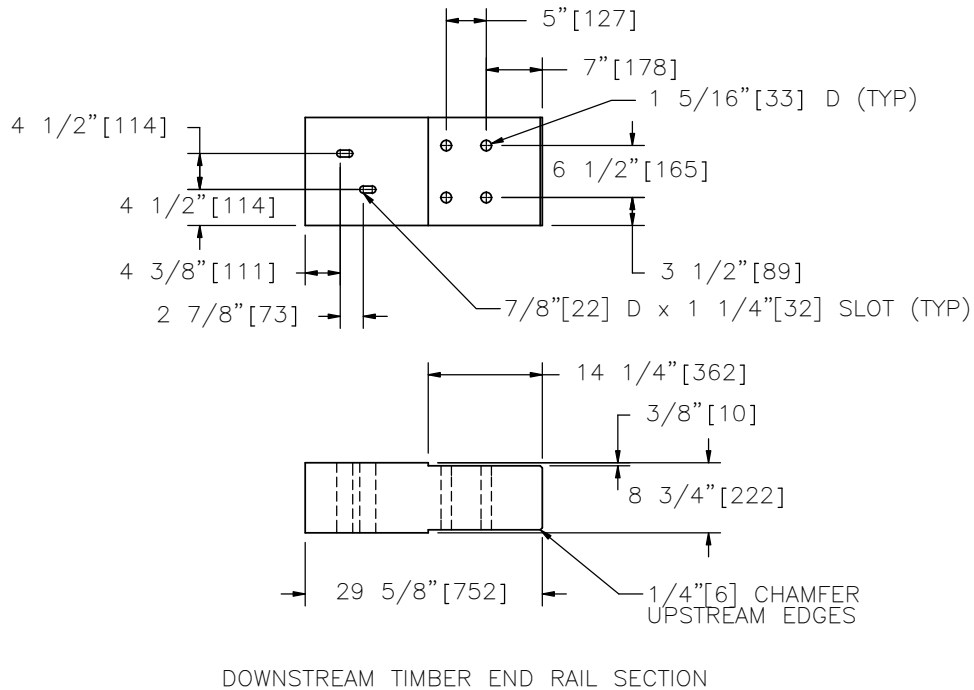 5”[127]
7”[178]
1 5/16”[33] D (TYP)
4 1/2”[114]
6 1/2”[165]
4 1/2”[114]
4 3/8”[111]
3 1/2”[89]
2 7/8”[73]
7/8”[22] D x 1 1/4”[32] SLOT (TYP)
14 1/4”[362]
3/8”[10]
8 3/4”[222]
29 5/8”[752]
1/4”[6] CHAMFER
UPSTREAM EDGES
DOWNSTREAM TIMBER END RAIL SECTION